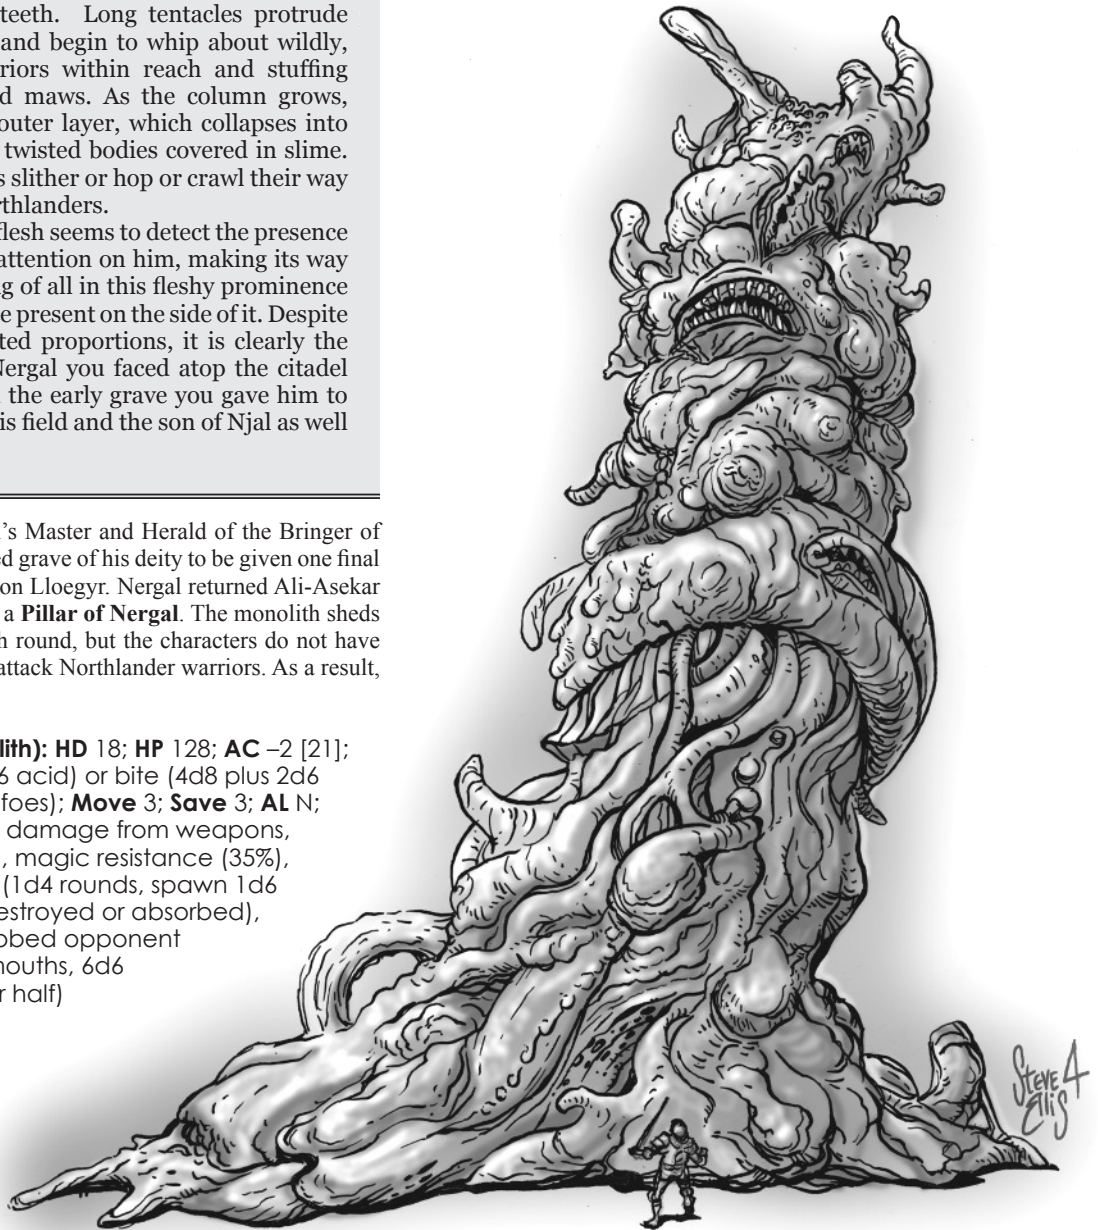 teeth. Long tentacles protrude
and begin to whip about wildly,
riors within reach and stuffing
d maws. As the column grows,
outer layer, which collapses into
twisted bodies covered in slime.
s slither or hop or crawl their way
rthlanders.
flesh seems to detect the presence
attention on him, making its way
g of all in this fleshy prominence
e present on the side of it. Despite
ted proportions, it is clearly the
Nergal you faced atop the citadel
the early grave you gave him to
is field and the son of Njal as well
's Master and Herald of the Bringer of
ed grave of his deity to be given one final
on Lloegyr. Nergal returned Ali-Asekar
a Pillar of Nergal. The monolith sheds
h round, but the characters do not have
attack Northlander warriors. As a result,
lith): HD 18; HP 128; AC –2 [21];
6 acid) or bite (4d8 plus 2d6
foes); Move 3; Save 3; AL N;
damage from weapons,
, magic resistance (35%),
(1d4 rounds, spawn 1d6
estroyed or absorbed),
bbed opponent
mouths, 6d6
r half)
Steve
Ellis